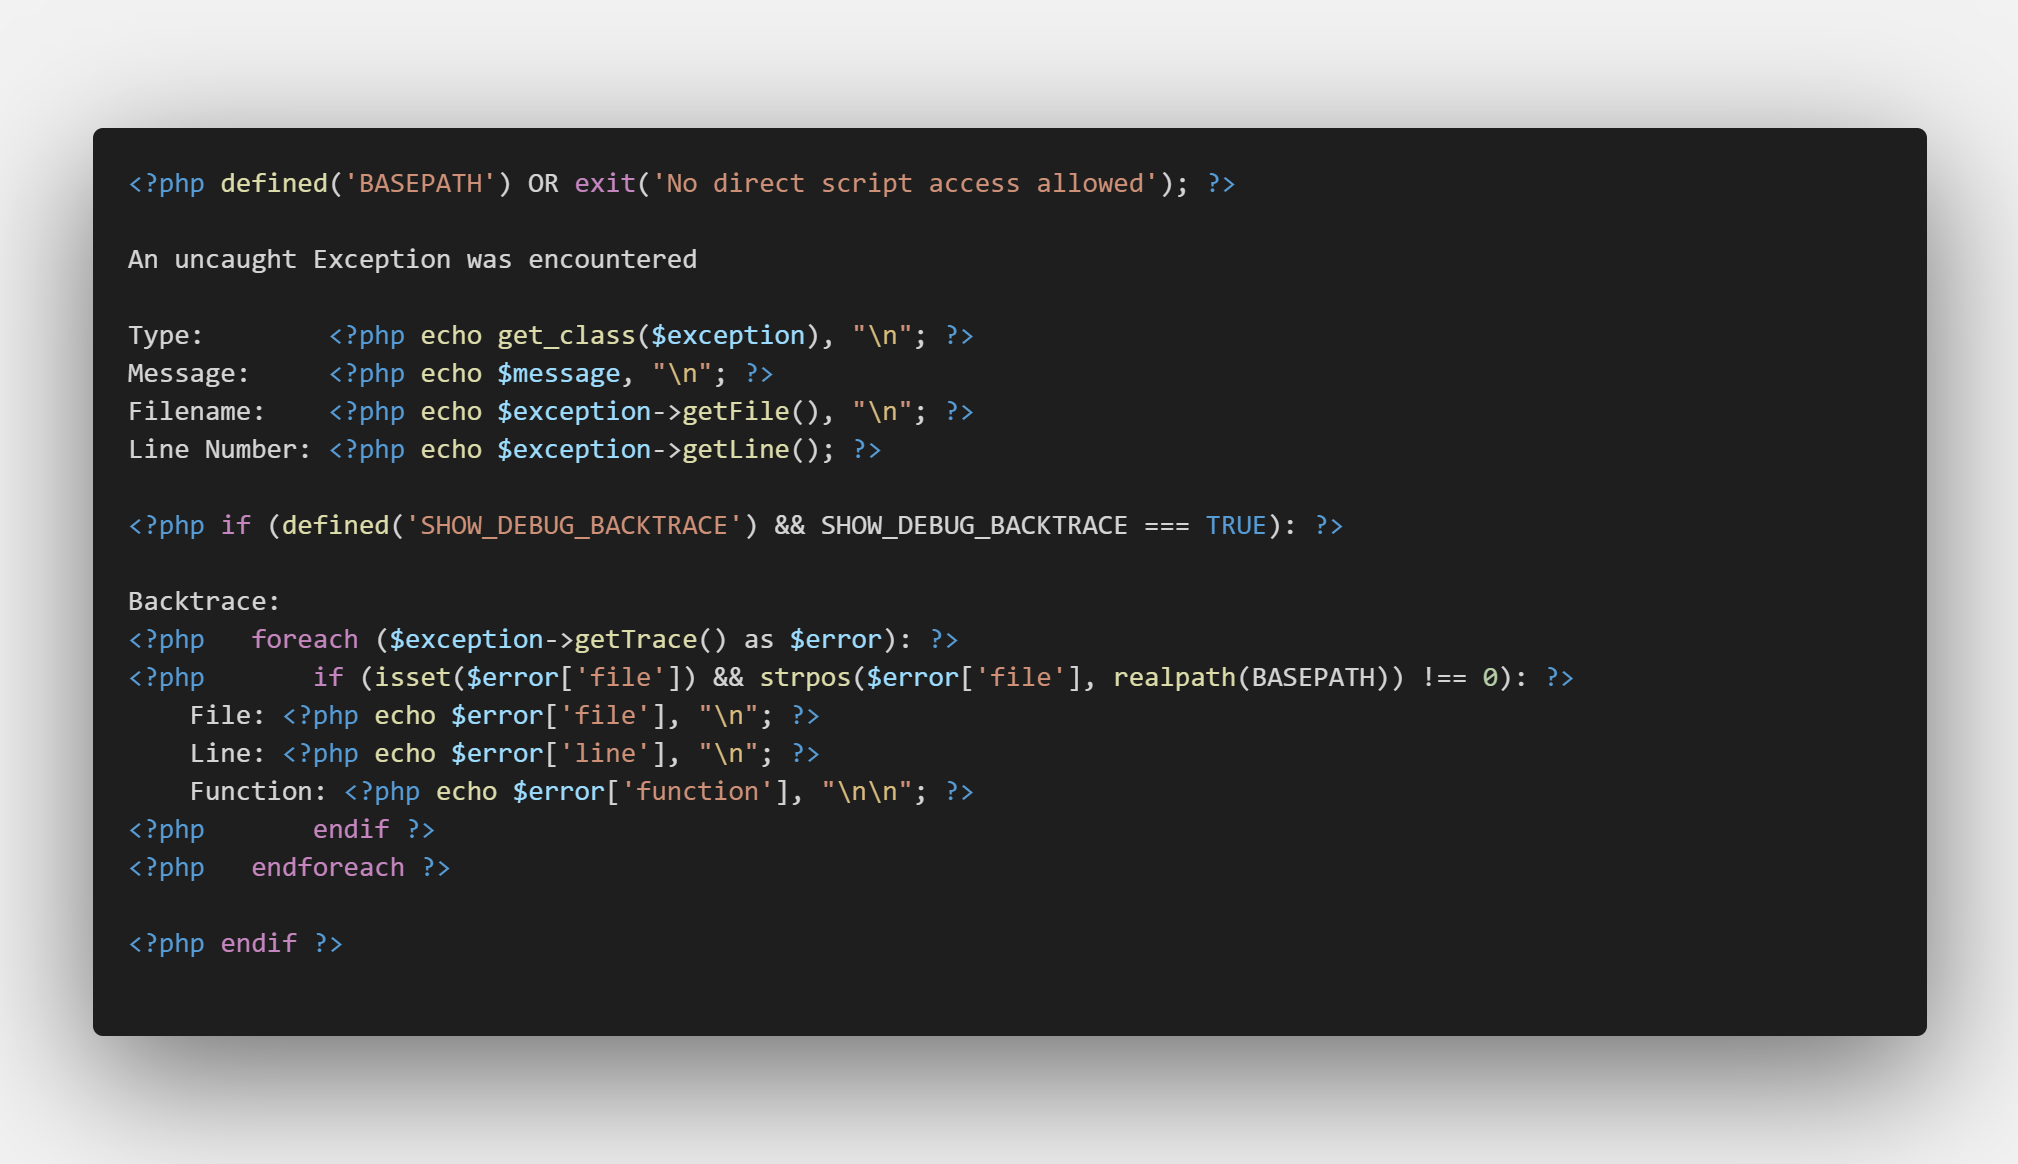 <?php defined('BASEPATH') OR exit('No direct script access allowed'); ?>

An uncaught Exception was encountered

Type:        <?php echo get_class($exception), "\n"; ?>
Message:     <?php echo $message, "\n"; ?>
Filename:    <?php echo $exception->getFile(), "\n"; ?>
Line Number: <?php echo $exception->getLine(); ?>

<?php if (defined('SHOW_DEBUG_BACKTRACE') && SHOW_DEBUG_BACKTRACE === TRUE): ?>

Backtrace:
<?php   foreach ($exception->getTrace() as $error): ?>
<?php       if (isset($error['file']) && strpos($error['file'], realpath(BASEPATH)) !== 0): ?>
    File: <?php echo $error['file'], "\n"; ?>
    Line: <?php echo $error['line'], "\n"; ?>
    Function: <?php echo $error['function'], "\n\n"; ?>
<?php       endif ?>
<?php   endforeach ?>

<?php endif ?>